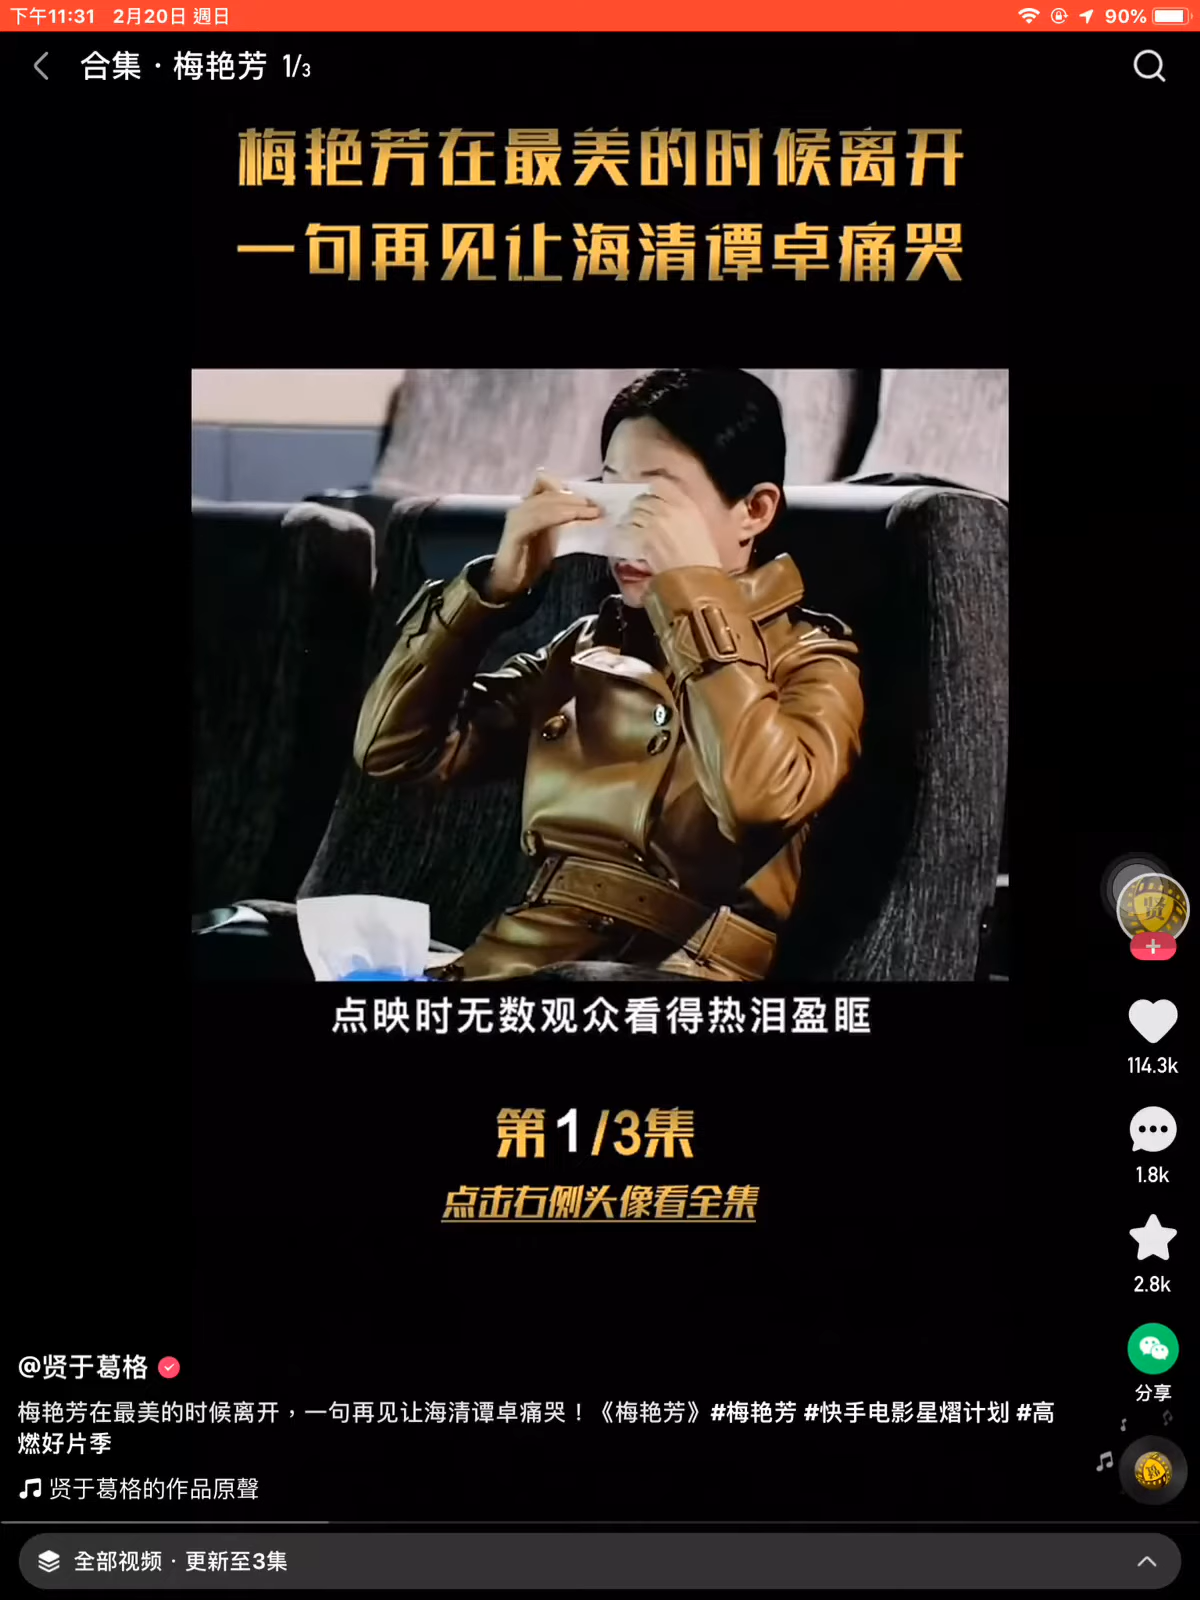 下午11:31 2月20日 週日 90%
合集 · 梅艳芳 1/3
梅艳芳在最美的时候离开
一句再见让海清谭卓痛哭
点映时无数观众看得热泪盈眶
贤
114.3k
第1/3集
1.8k
点击右侧头像看全集
2.8k
@贤于葛格
分享
梅艳芳在最美的时候离开，一句再见让海清谭卓痛哭！《梅艳芳》#梅艳芳 #快手电影星熠计划 #高
燃好片季
贤于葛格的作品原聲
全部视频 · 更新至3集